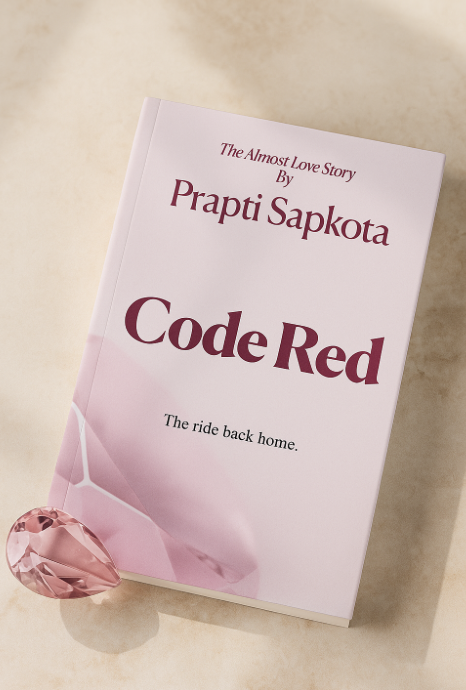 The Almost Love Story
By
Prapti Sapkota
Code Red
The ride back home.